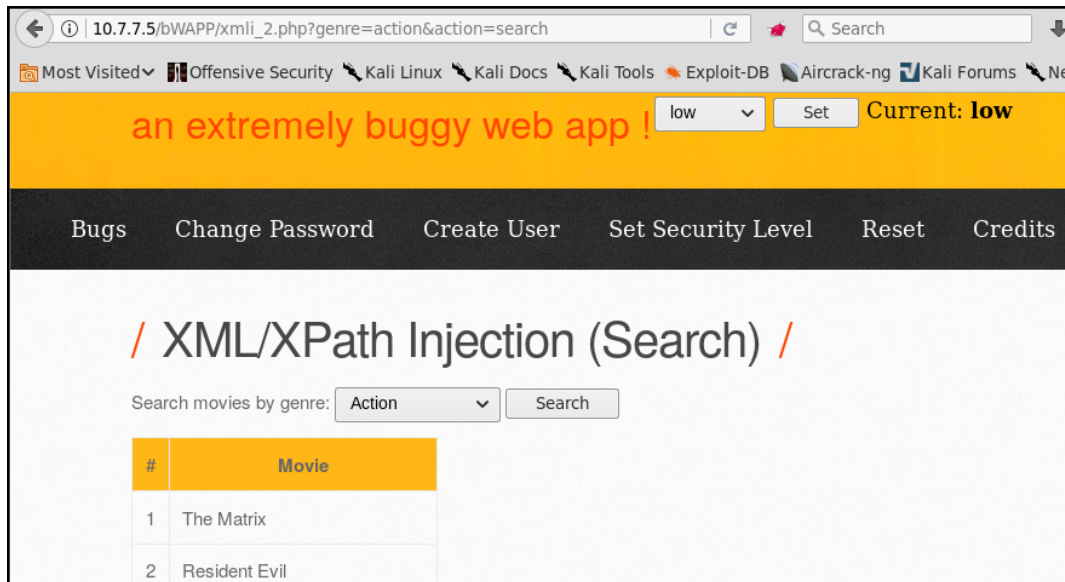 10.7.7.5/bWAPP/xmli_2.php?genre=action&action=search Search
Most Visited Offensive Security Kali Linux Kali Docs Kali Tools Exploit-DB Aircrack-ng Kali Forums Ne
an extremely buggy web app ! low Set Current: low
Bugs Change Password Create User Set Security Level Reset Credits
/ XML/XPath Injection (Search) /
Search movies by genre: Action Search
# Movie
1 The Matrix
2 Resident Evil